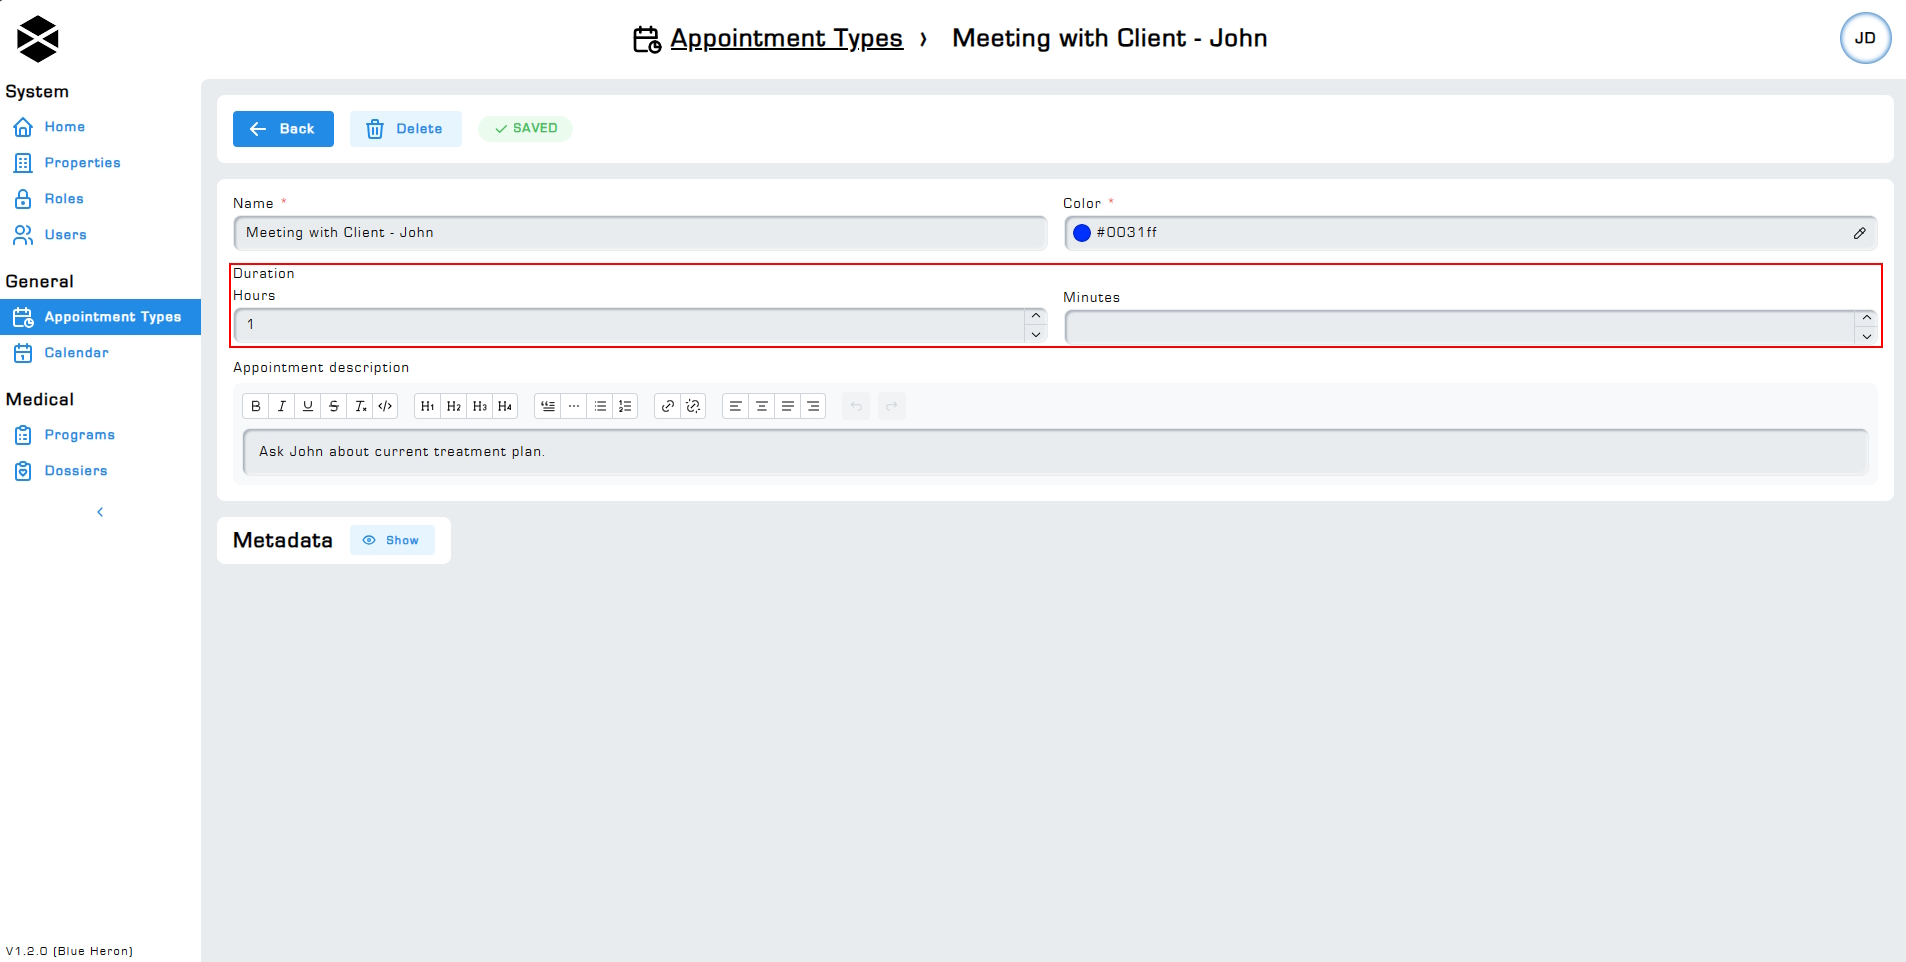 Appointment Types › Meeting with Client - John
JD
System
Home
Properties
Roles
Users
General
Appointment Types
Calendar
Medical
Programs
Dossiers
V1.2.0 (Blue Heron)
Back
Delete
SAVED
Name *
Meeting with Client - John
Color *
#0031ff
Duration
Hours
1
Minutes
Appointment description
B I U S Tx </> H1 H2 H3 H4
Ask John about current treatment plan.
Metadata
Show